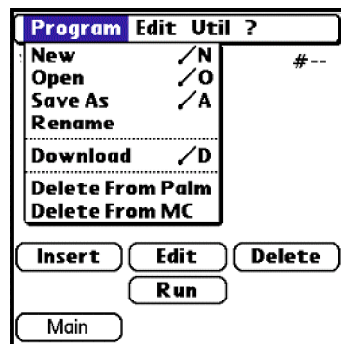 Program Edit Util ?
New /N
#--
Open /O
Save As /A
Rename
Download /D
Delete From Palm
Delete From MC
Insert Edit Delete
Run
Main